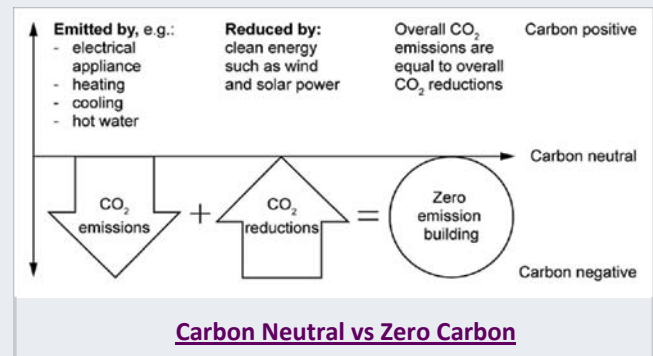 Emitted by, e.g.:
- electrical
appliance
- heating
- cooling
- hot water
Reduced by:
clean energy
such as wind
and solar power
Overall CO₂
emissions are
equal to overall
CO₂ reductions
Carbon positive
Carbon neutral
CO₂
emissions
+
CO₂
reductions
=
Zero
emission
building
Carbon negative
Carbon Neutral vs Zero Carbon